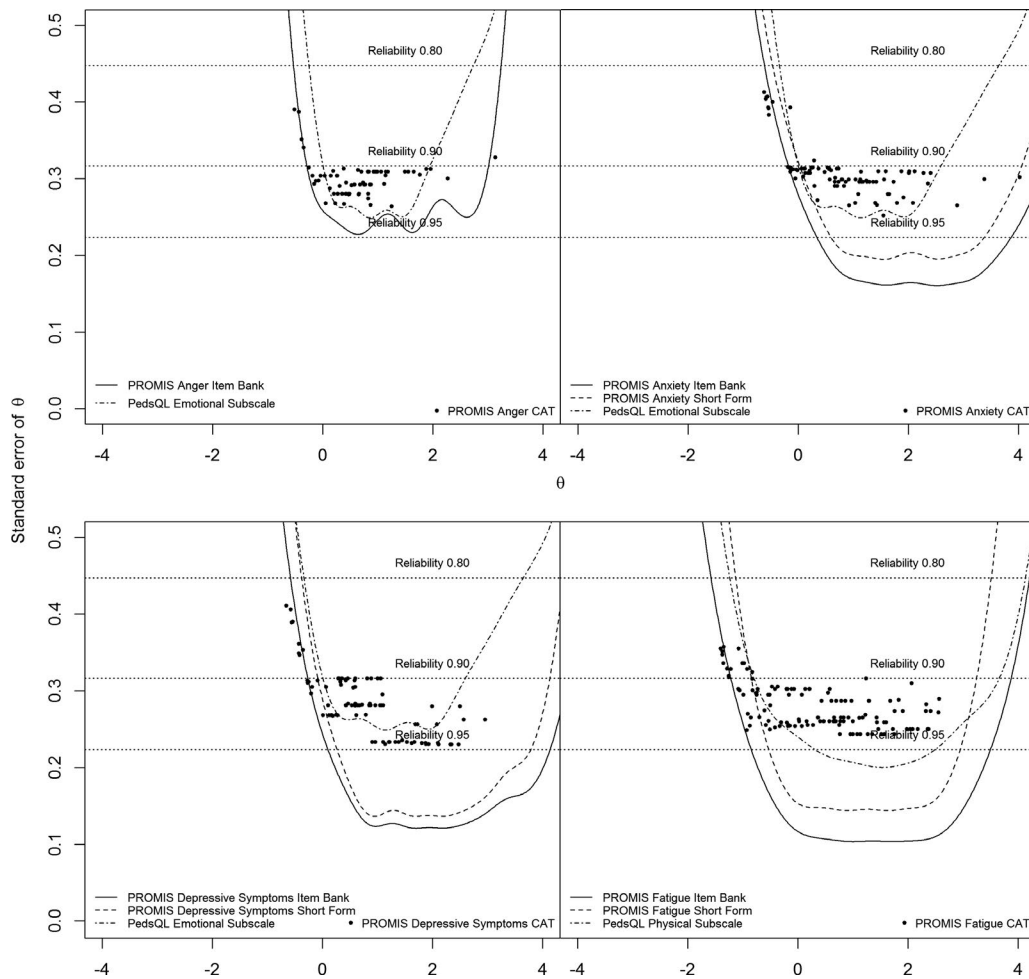 Standard error of θ
0.5
0.4
0.3
0.2
0.1
0.0
Reliability 0.80
Reliability 0.90
Reliability 0.95
PROMIS Anger Item Bank
PedsQL Emotional Subscale
PROMIS Anger CAT
-4 -2 0 2 4
Reliability 0.80
Reliability 0.90
Reliability 0.95
PROMIS Anxiety Item Bank
PROMIS Anxiety Short Form
PedsQL Emotional Subscale
PROMIS Anxiety CAT
-4 -2 0 2 4
θ
0.5
0.4
0.3
0.2
0.1
0.0
Reliability 0.80
Reliability 0.90
Reliability 0.95
PROMIS Depressive Symptoms Item Bank
PROMIS Depressive Symptoms Short Form
PedsQL Emotional Subscale
PROMIS Depressive Symptoms CAT
-4 -2 0 2 4
Reliability 0.80
Reliability 0.90
Reliability 0.95
PROMIS Fatigue Item Bank
PROMIS Fatigue Short Form
PedsQL Physical Subscale
PROMIS Fatigue CAT
-4 -2 0 2 4